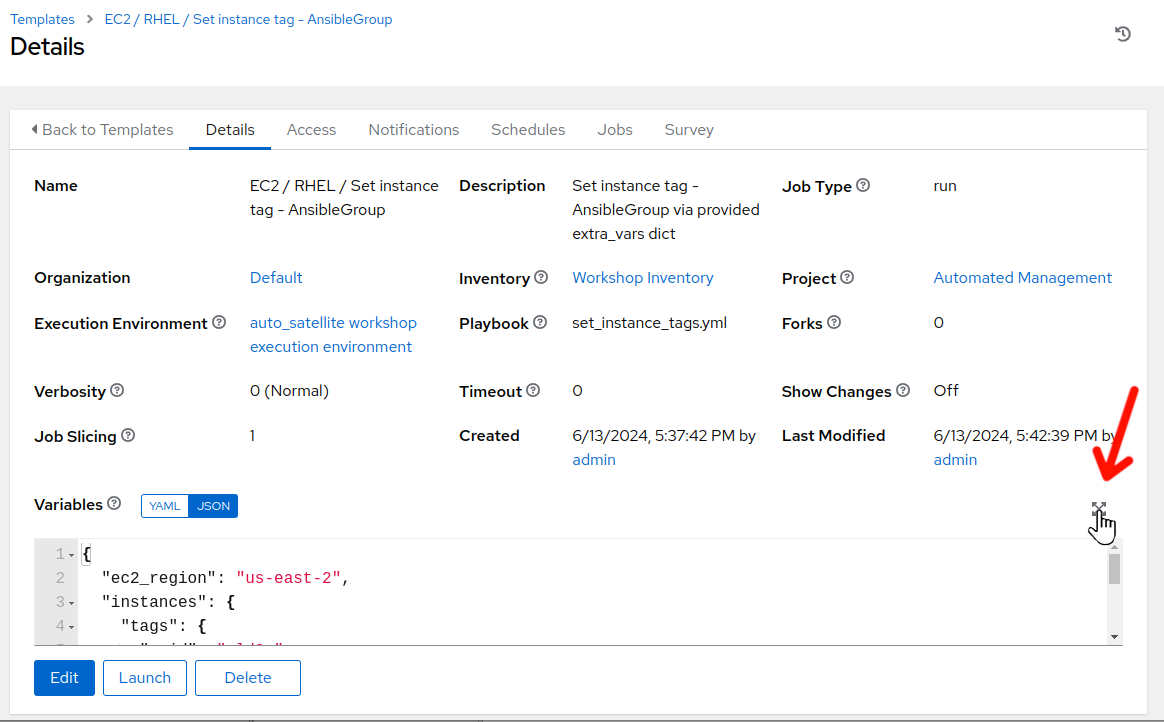 Templates > EC2 / RHEL / Set instance tag - AnsibleGroup
Details
Back to Templates Details Access Notifications Schedules Jobs Survey
Name EC2 / RHEL / Set instance Description Set instance tag - Job Type run
tag - AnsibleGroup AnsibleGroup via provided
extra_vars dict
Organization Default Inventory Workshop Inventory Project Automated Management
Execution Environment auto_satellite workshop Playbook set_instance_tags.yml Forks 0
execution environment
Verbosity 0 (Normal) Timeout 0 Show Changes Off
Job Slicing 1 Created 6/13/2024, 5:37:42 PM by Last Modified 6/13/2024, 5:42:39 PM by
admin admin
Variables YAML JSON
1 {
2 "ec2_region": "us-east-2",
3 "instances": {
4 "tags": {
Edit Launch Delete